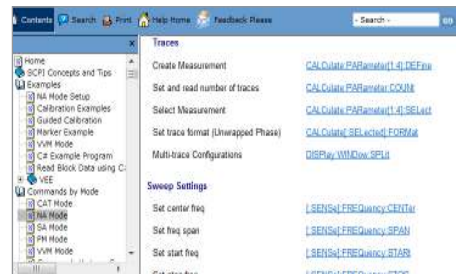 Contents Search Print Help Home Feedback Please - Search -
Home
SCPI Concepts and Tips
Examples
NA Mode Setup
Calibration Examples
Guided Calibration
Marker Example
VVM Mode
C# Example Program
Read Block Data using C
VEE
Commands by Mode
CAT Mode
NA Mode
SA Mode
PM Mode
VVM Mode
Traces
Create Measurement CALCulate:PARameter[1:4]:DEFine
Set and read number of traces CALCulate:PARameter:COUNt
Select Measurement CALCulate:PARameter[1:4]:SELect
Set trace format (Unwrapped Phase) CALCulate[:SELected]:FORMat
Multi-trace Configurations DISPlay:WINDow:SPLit
Sweep Settings
Set center freq [:SENSe]:FREQuency:CENTer
Set freq span [:SENSe]:FREQuency:SPAN
Set start freq [:SENSe]:FREQuency:STARt